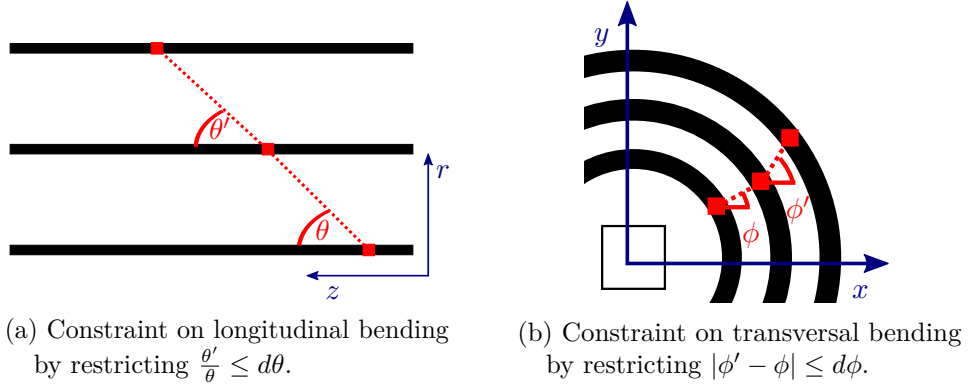 θ′
θ
r
z
y
x
ϕ
ϕ′
(a) Constraint on longitudinal bending
by restricting θ′/θ ≤ dθ.
(b) Constraint on transversal bending
by restricting |ϕ′ − ϕ| ≤ dϕ.